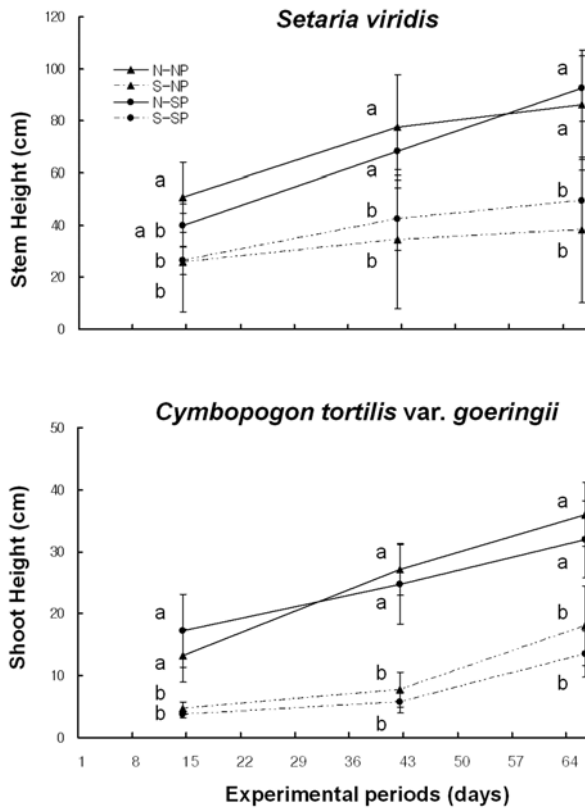 Setaria viridis
120
100
80
60
40
20
0
Stem Height (cm)
N-NP
S-NP
N-SP
S-SP
a
a b
b
b
a
a
b
b
a
a
b
b
Cymbopogon tortilis var. goeringii
50
40
30
20
10
0
Shoot Height (cm)
a
a
b
b
a
a
b
b
a
a
b
b
1 8 15 22 29 36 43 50 57 64
Experimental periods (days)